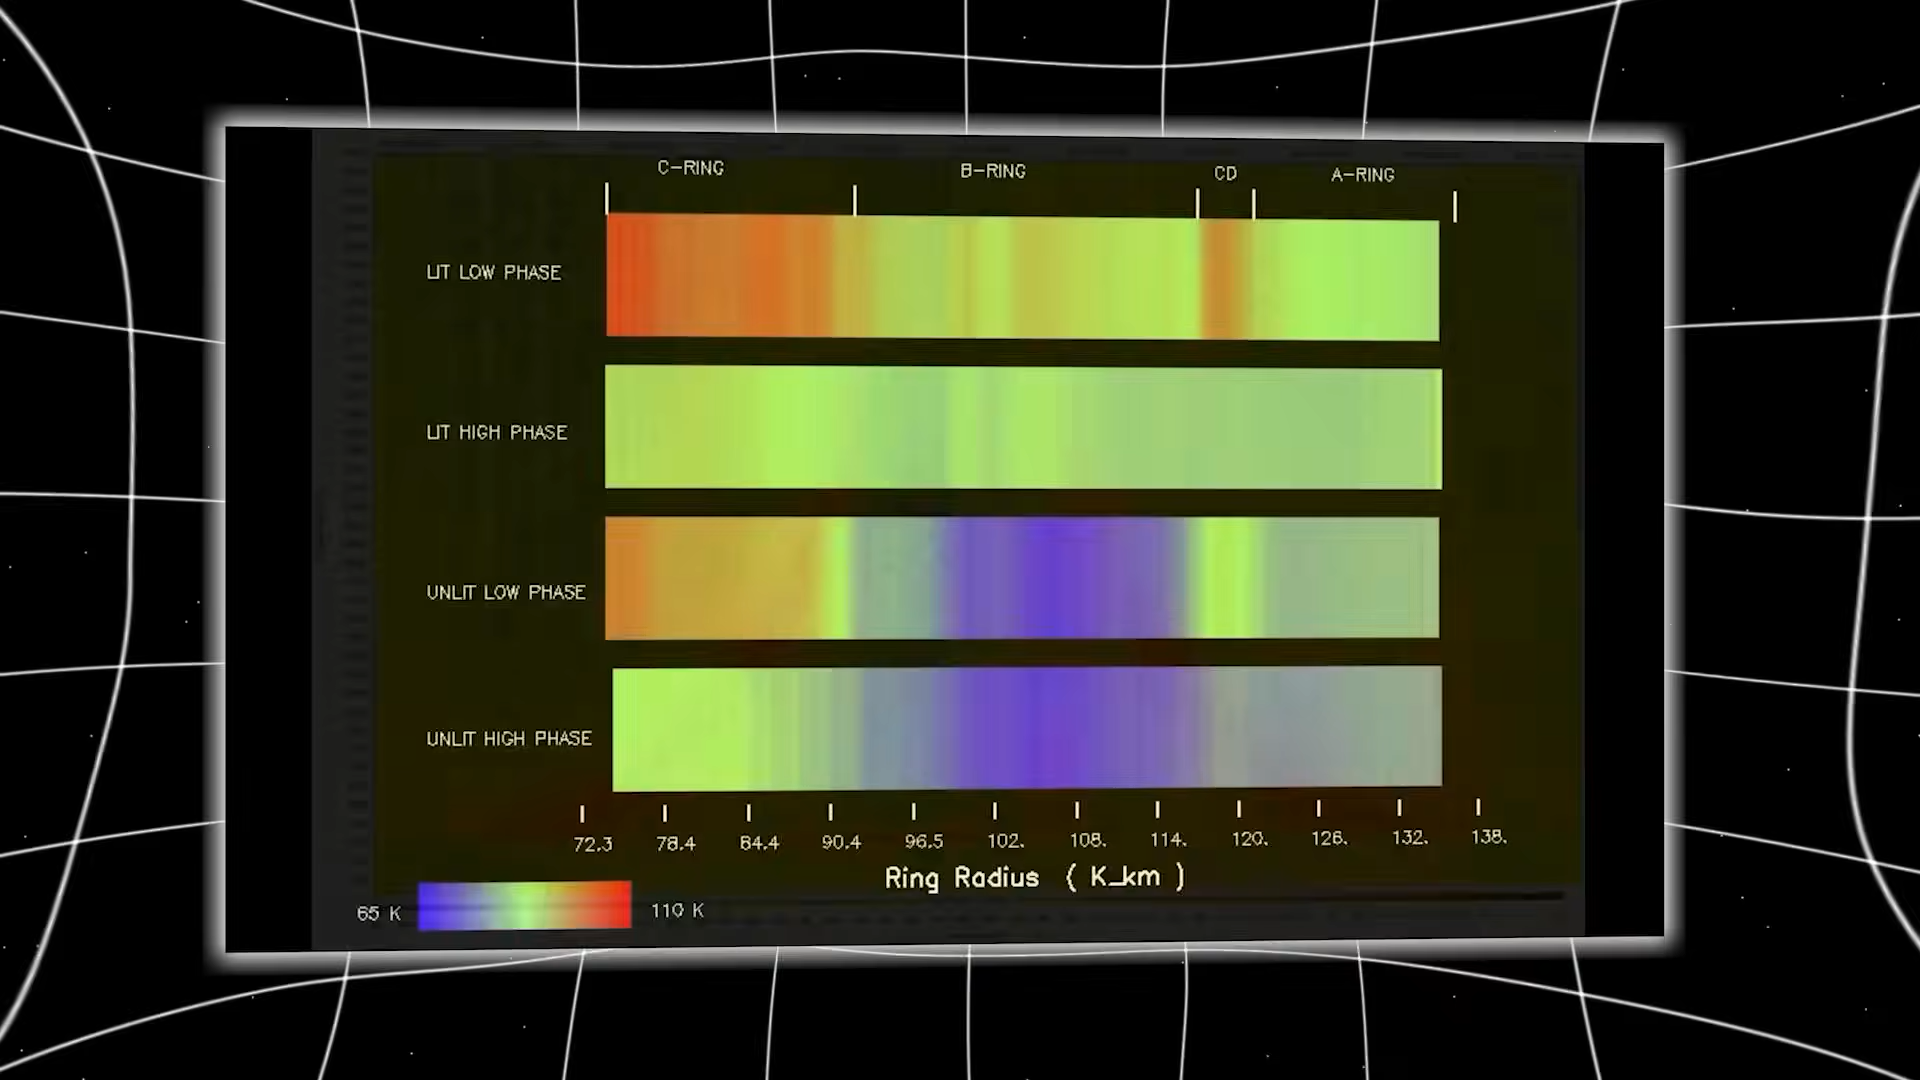 C-RING B-RING CD A-RING
LIT LOW PHASE
LIT HIGH PHASE
UNLIT LOW PHASE
UNLIT HIGH PHASE
72.3 78.4 84.4 90.4 96.5 102. 108. 114. 120. 126. 132. 138.
Ring Radius ( K_km )
65 K 110 K